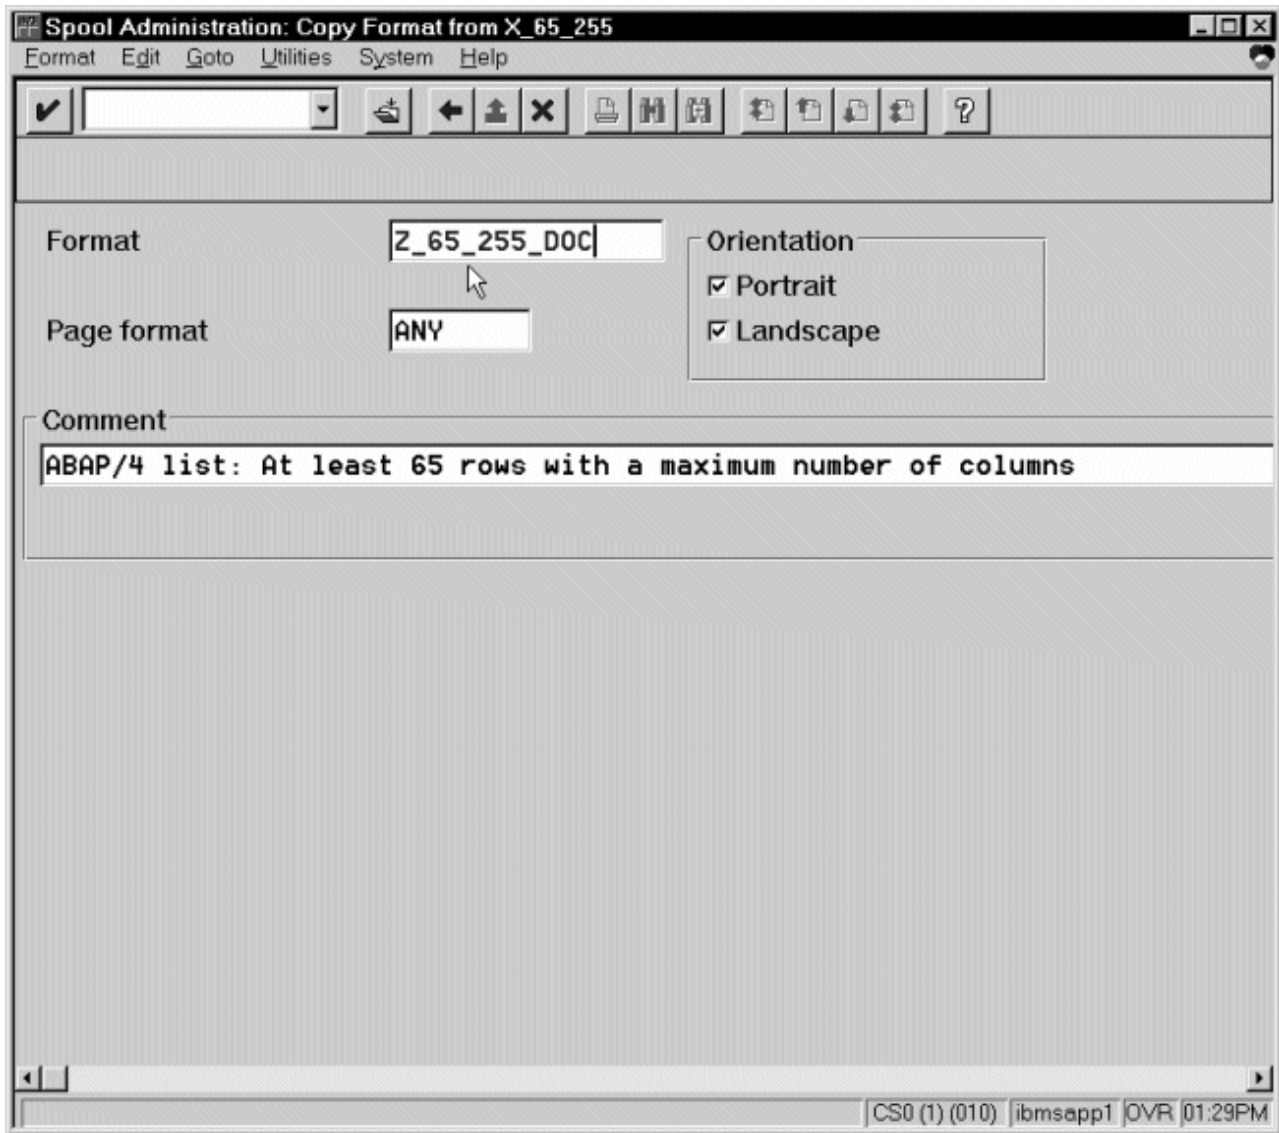 Spool Administration: Copy Format from X_65_255
Format Edit Goto Utilities System Help
Format Z_65_255_DOC
Orientation
Portrait
Page format ANY
Landscape
Comment
ABAP/4 list: At least 65 rows with a maximum number of columns
CS0 (1) (010) ibmsapp1 OVR 01:29PM